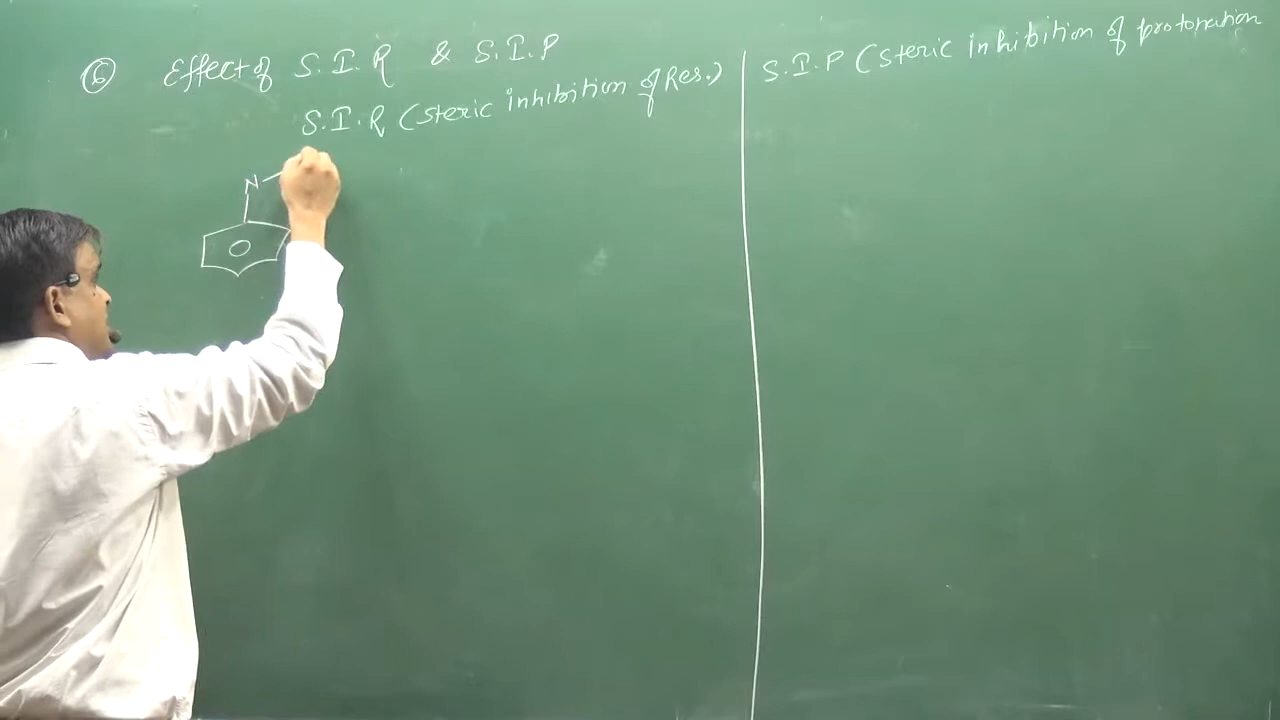 ⑥ Effect of S.I.R & S.I.P
S.I.R (steric inhibition of Res.)
S.I.P (steric inhibition of protonation
N